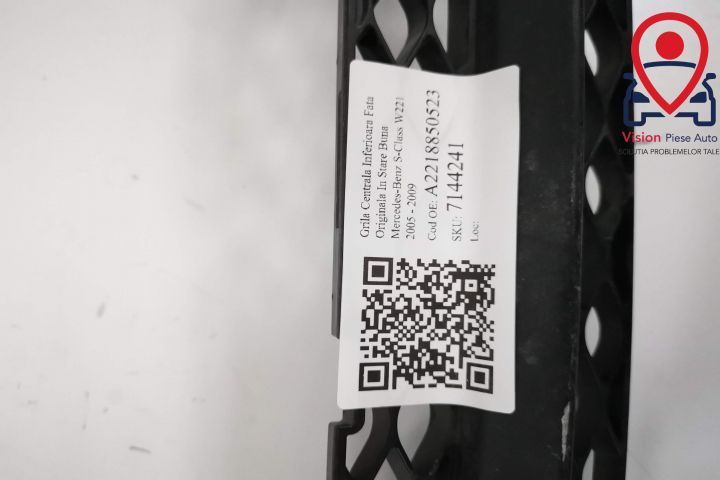 Grila Centrala Inferioara Fata
Originala In Stare Buna
Mercedes-Benz S-Class W221
2005 - 2009
Cod OE: A2218850523
SKU: 7144241
Loc:
Vision Piese Auto
SOLUTIA PROBLEMELOR TALE